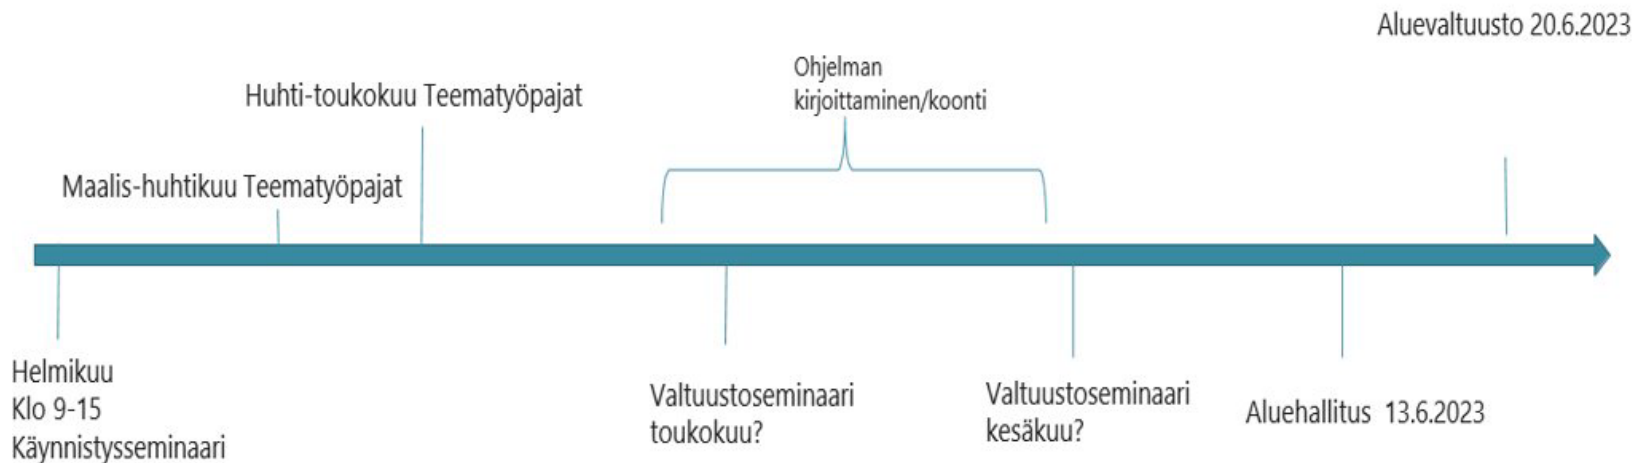 Aluevaltuusto 20.6.2023
Ohjelman
kirjoittaminen/koonti
Huhti-toukokuu Teematyöpajat
Maalis-huhtikuu Teematyöpajat
Helmikuu
Klo 9-15
Käynnistysseminaari
Valtuustoseminaari
toukokuu?
Valtuustoseminaari
kesäkuu?
Aluehallitus 13.6.2023